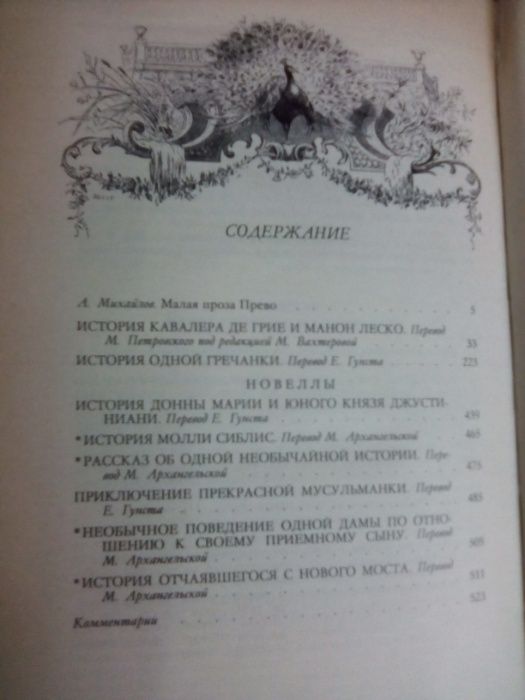 СОДЕРЖАНИЕ
А. Михайлов. Малая проза Прево 5
ИСТОРИЯ КАВАЛЕРА ДЕ ГРИЕ И МАНОН ЛЕСКО. Перевод
М. Петровского под редакцией М. Вахтеровой 33
ИСТОРИЯ ОДНОЙ ГРЕЧАНКИ. Перевод Е. Гунста 223
НОВЕЛЛЫ
ИСТОРИЯ ДОННЫ МАРИИ И ЮНОГО КНЯЗЯ ДЖУСТИ-
НИАНИ. Перевод Е. Гунста 439
*ИСТОРИЯ МОЛЛИ СИБЛИС. Перевод М. Архангельской 465
*РАССКАЗ ОБ ОДНОЙ НЕОБЫЧАЙНОЙ ИСТОРИИ. Пере-
вод М. Архангельской 475
ПРИКЛЮЧЕНИЕ ПРЕКРАСНОЙ МУСУЛЬМАНКИ. Перевод
Е. Гунста 485
*НЕОБЫЧНОЕ ПОВЕДЕНИЕ ОДНОЙ ДАМЫ ПО ОТНО-
ШЕНИЮ К СВОЕМУ ПРИЕМНОМУ СЫНУ. Перевод
М. Архангельской 505
*ИСТОРИЯ ОТЧАЯВШЕГОСЯ С НОВОГО МОСТА. Перевод
М. Архангельской 511
Комментарии 523